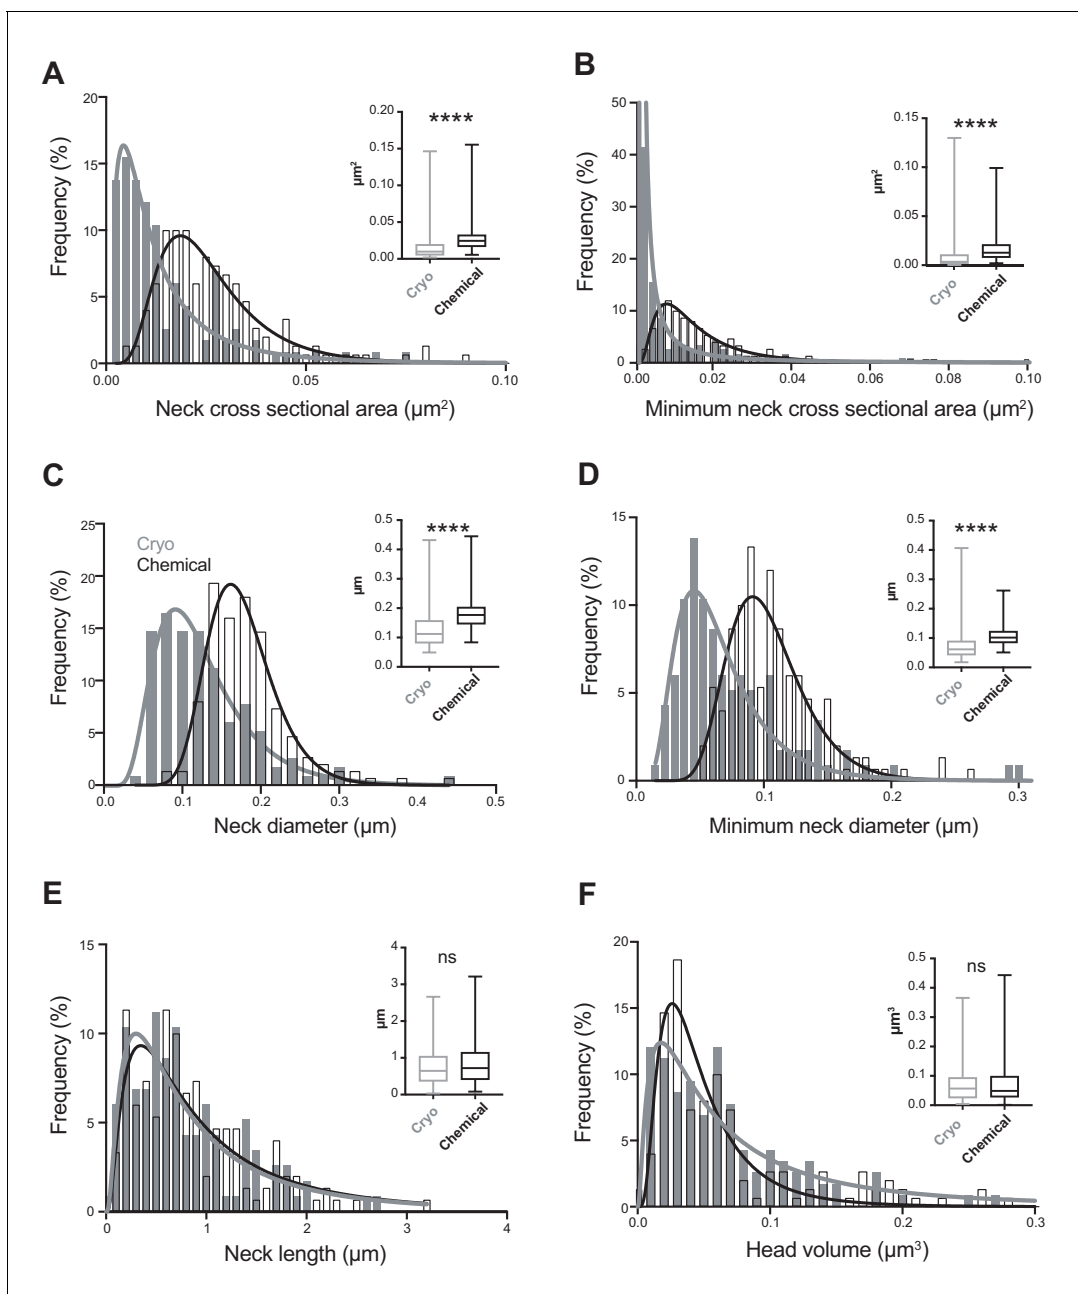 A
20
15
10
5
0
0.00
0.05
0.10
Frequency (%)
Neck cross sectional area (µm²)
0.20
0.15
0.10
0.05
0.00
µm²
****
Cryo
Chemical
B
50
40
30
20
10
0
0.00
0.02
0.04
0.06
0.08
0.10
Frequency (%)
Minimum neck cross sectional area (µm²)
0.15
0.10
0.05
0.00
µm²
****
Cryo
Chemical
C
25
20
15
10
5
0
0.0
0.1
0.2
0.3
0.4
0.5
Frequency (%)
Neck diameter (µm)
Cryo
Chemical
0.5
0.4
0.3
0.2
0.1
0.0
µm
****
Cryo
Chemical
D
15
10
5
0
0.0
0.1
0.2
0.3
Frequency (%)
Minimum neck diameter (µm)
0.5
0.4
0.3
0.2
0.1
0.0
µm
****
Cryo
Chemical
E
15
10
5
0
0
1
2
3
4
Frequency (%)
Neck length (µm)
4
3
2
1
0
µm
ns
Cryo
Chemical
F
20
15
10
5
0
0.0
0.1
0.2
0.3
Frequency (%)
Head volume (µm³)
0.5
0.4
0.3
0.2
0.1
0.0
µm³
ns
Cryo
Chemical